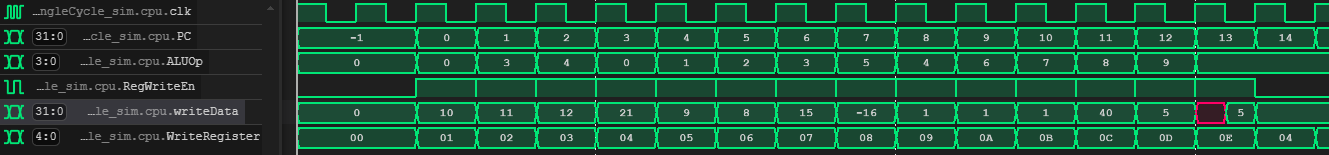 …ngleCycle_sim.cpu.clk
31:0 …cle_sim.cpu.PC -1 0 1 2 3 4 5 6 7 8 9 10 11 12 13 14
3:0 …le_sim.cpu.ALUOp 0 0 3 4 0 1 2 3 5 4 6 7 8 9
…le_sim.cpu.RegWriteEn
31:0 …le_sim.cpu.writeData 0 10 11 12 21 9 8 15 -16 1 1 1 40 5 5
4:0 …le_sim.cpu.WriteRegister 00 01 02 03 04 05 06 07 08 09 0A 0B 0C 0D 0E 04